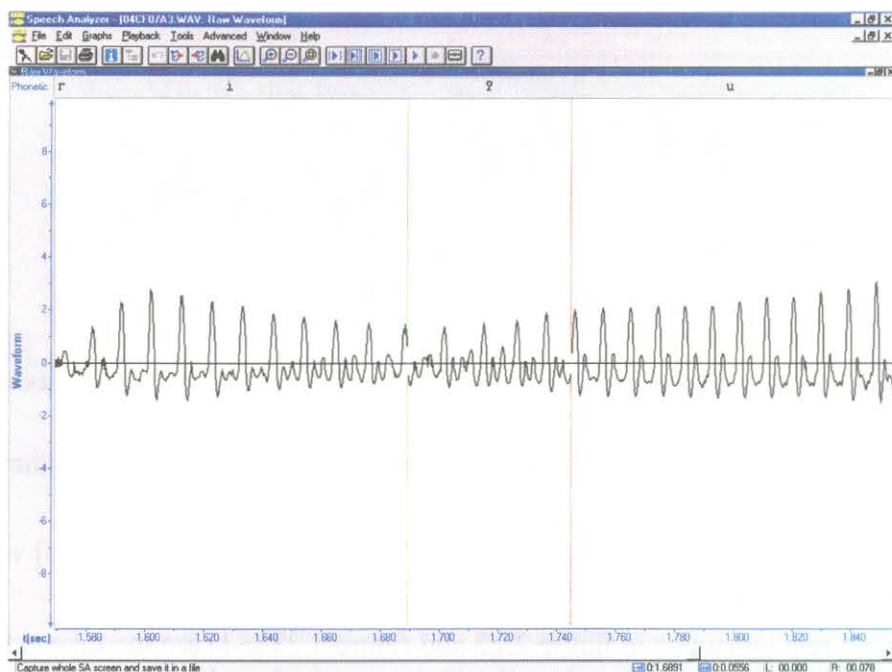 Speech Analyzer - [04CF07A3.WAV: Raw Waveform]
File Edit Graphs Playback Tools Advanced Window Help
Raw Waveform
Phonetic r i ʔ u
8
6
4
2
0
-2
-4
-6
-8
Waveform
t(sec) 1.580 1.600 1.620 1.640 1.660 1.680 1.700 1.720 1.740 1.760 1.780 1.800 1.820 1.840
Capture whole SA screen and save it in a file 0:1.6891 0:0.0556 L: 00.000 R: 00.078